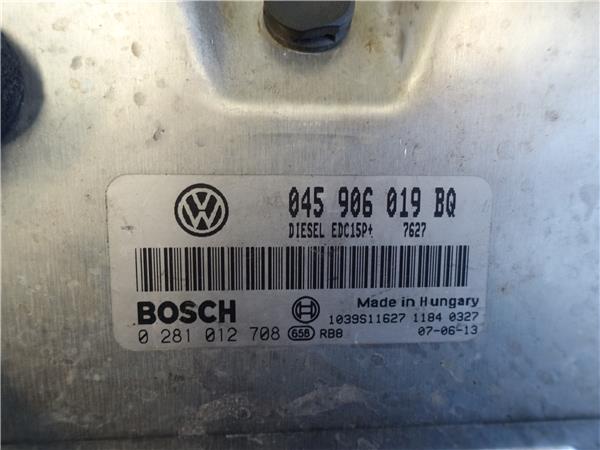 045 906 019 BQ
DIESEL EDC15P+ 7627
BOSCH
Made in Hungary
1039S11627 1184 0327
0 281 012 708 658 RB8 07-06-13